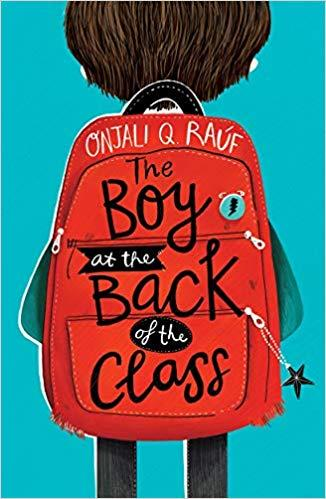 ONJALI Q RAÚF
The
Boy
at the
Back
of the
Class